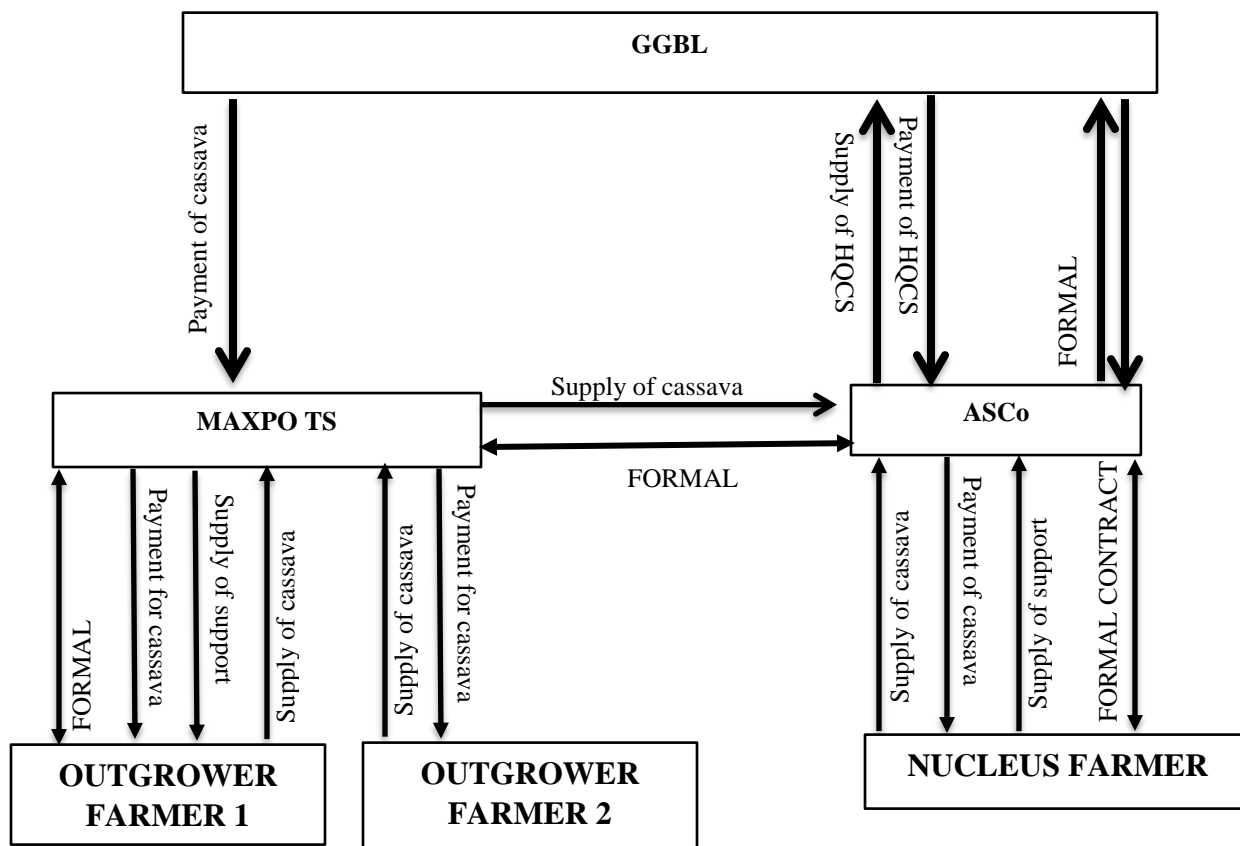 GGBL
Payment of cassava
Supply of HQCS
Payment of HQCS
FORMAL
MAXPO TS
Supply of cassava
FORMAL
ASCo
FORMAL
Payment for cassava
Supply of support
Supply of cassava
Supply of cassava
Payment for cassava
Supply of cassava
Payment of cassava
Supply of support
FORMAL CONTRACT
OUTGROWER
FARMER 1
OUTGROWER
FARMER 2
NUCLEUS FARMER